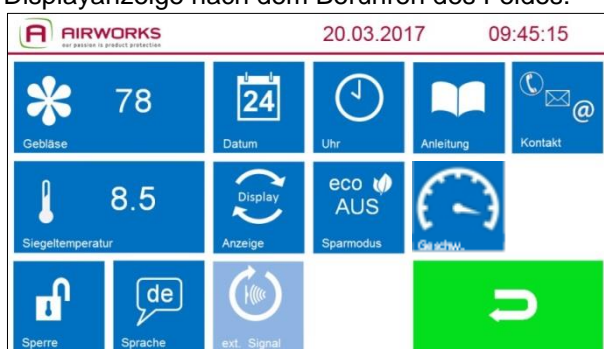 Displayanzeige nach dem Berühren des Feldes:
A AIRWORKS 20.03.2017 09:45:15
our passion is product protection
78 24
Gebläse Datum Uhr Anleitung Kontakt
@
8.5 Display eco AUS
Siegeltemperatur Anzeige Sparmodus Geschw.
de
Sperre Sprache ext. Signal